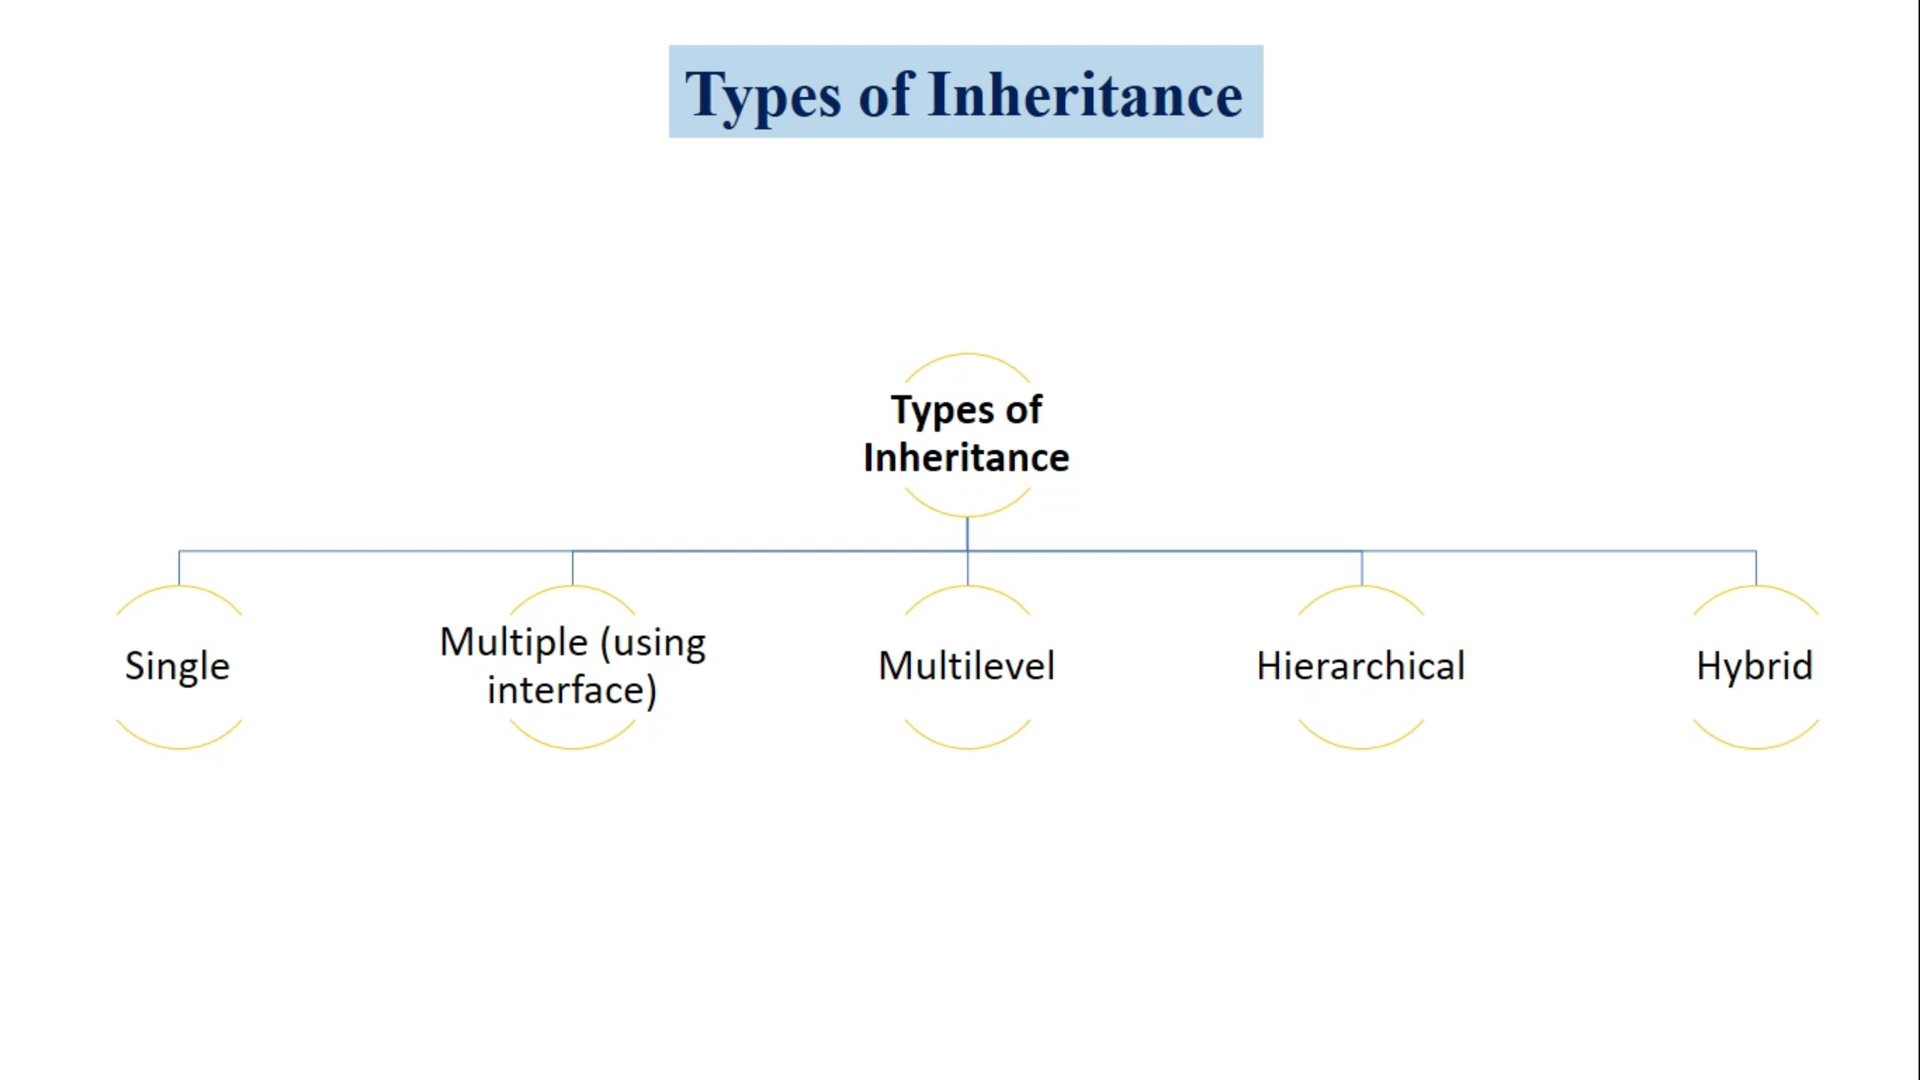 Types of Inheritance
Types of
Inheritance
Single
Multiple (using
interface)
Multilevel
Hierarchical
Hybrid